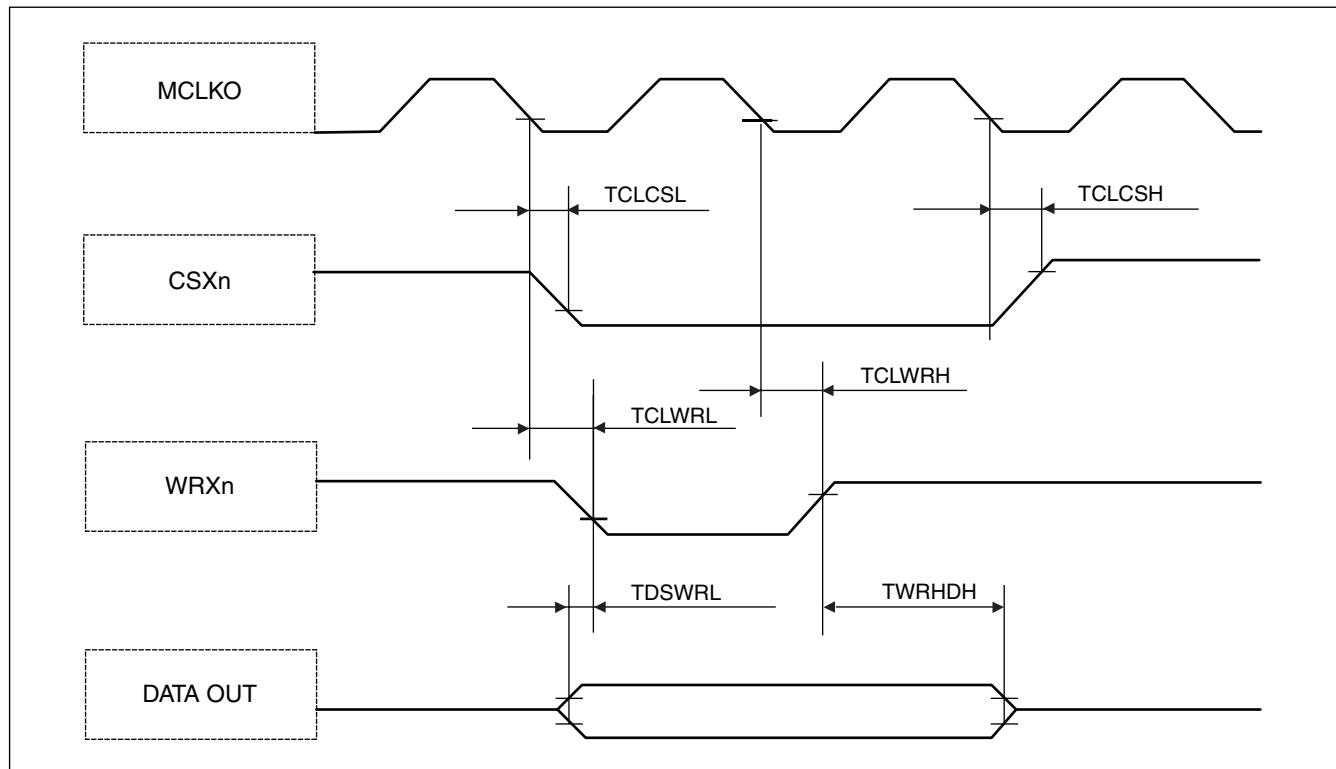 MCLKO
TCLCSL
TCLCSH
CSXn
TCLWRH
TCLWRL
WRXn
TDSWRL
TWRHDH
DATA OUT